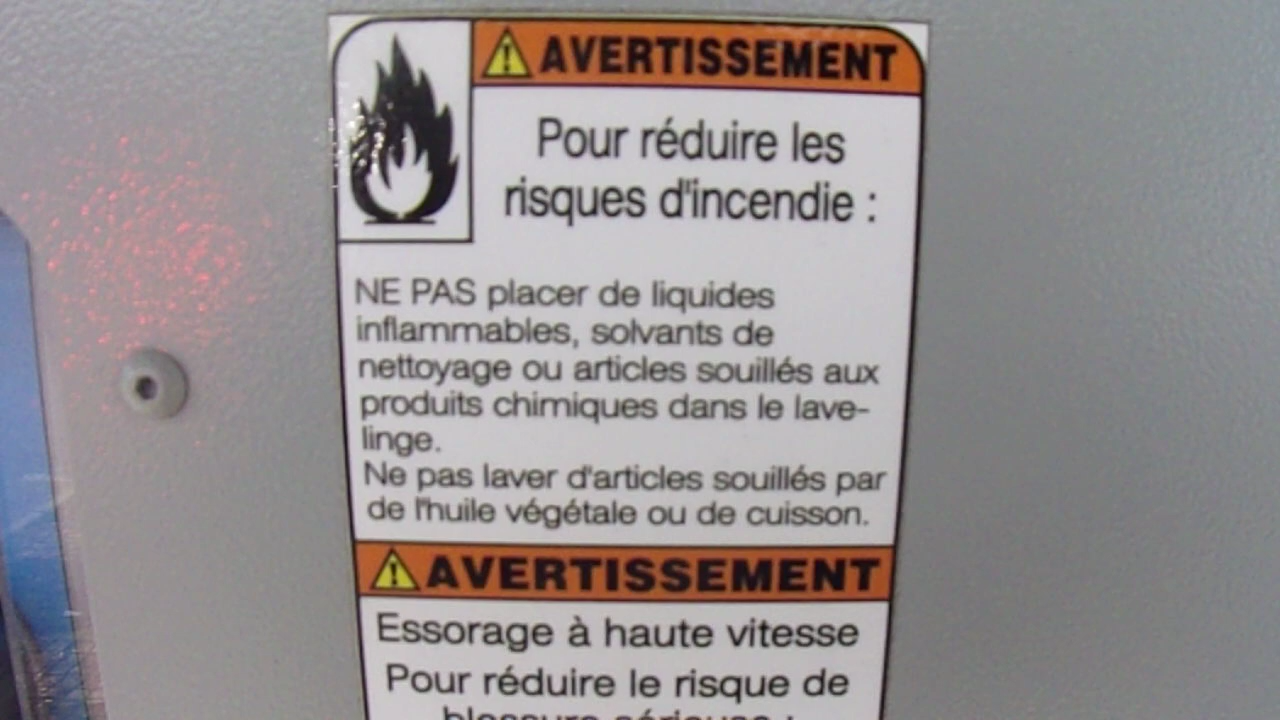 AVERTISSEMENT
Pour réduire les
risques d'incendie :
NE PAS placer de liquides
inflammables, solvants de
nettoyage ou articles souillés aux
produits chimiques dans le lave-
linge.
Ne pas laver d'articles souillés par
de l'huile végétale ou de cuisson.
AVERTISSEMENT
Essorage à haute vitesse
Pour réduire le risque de
blessure sérieuse :